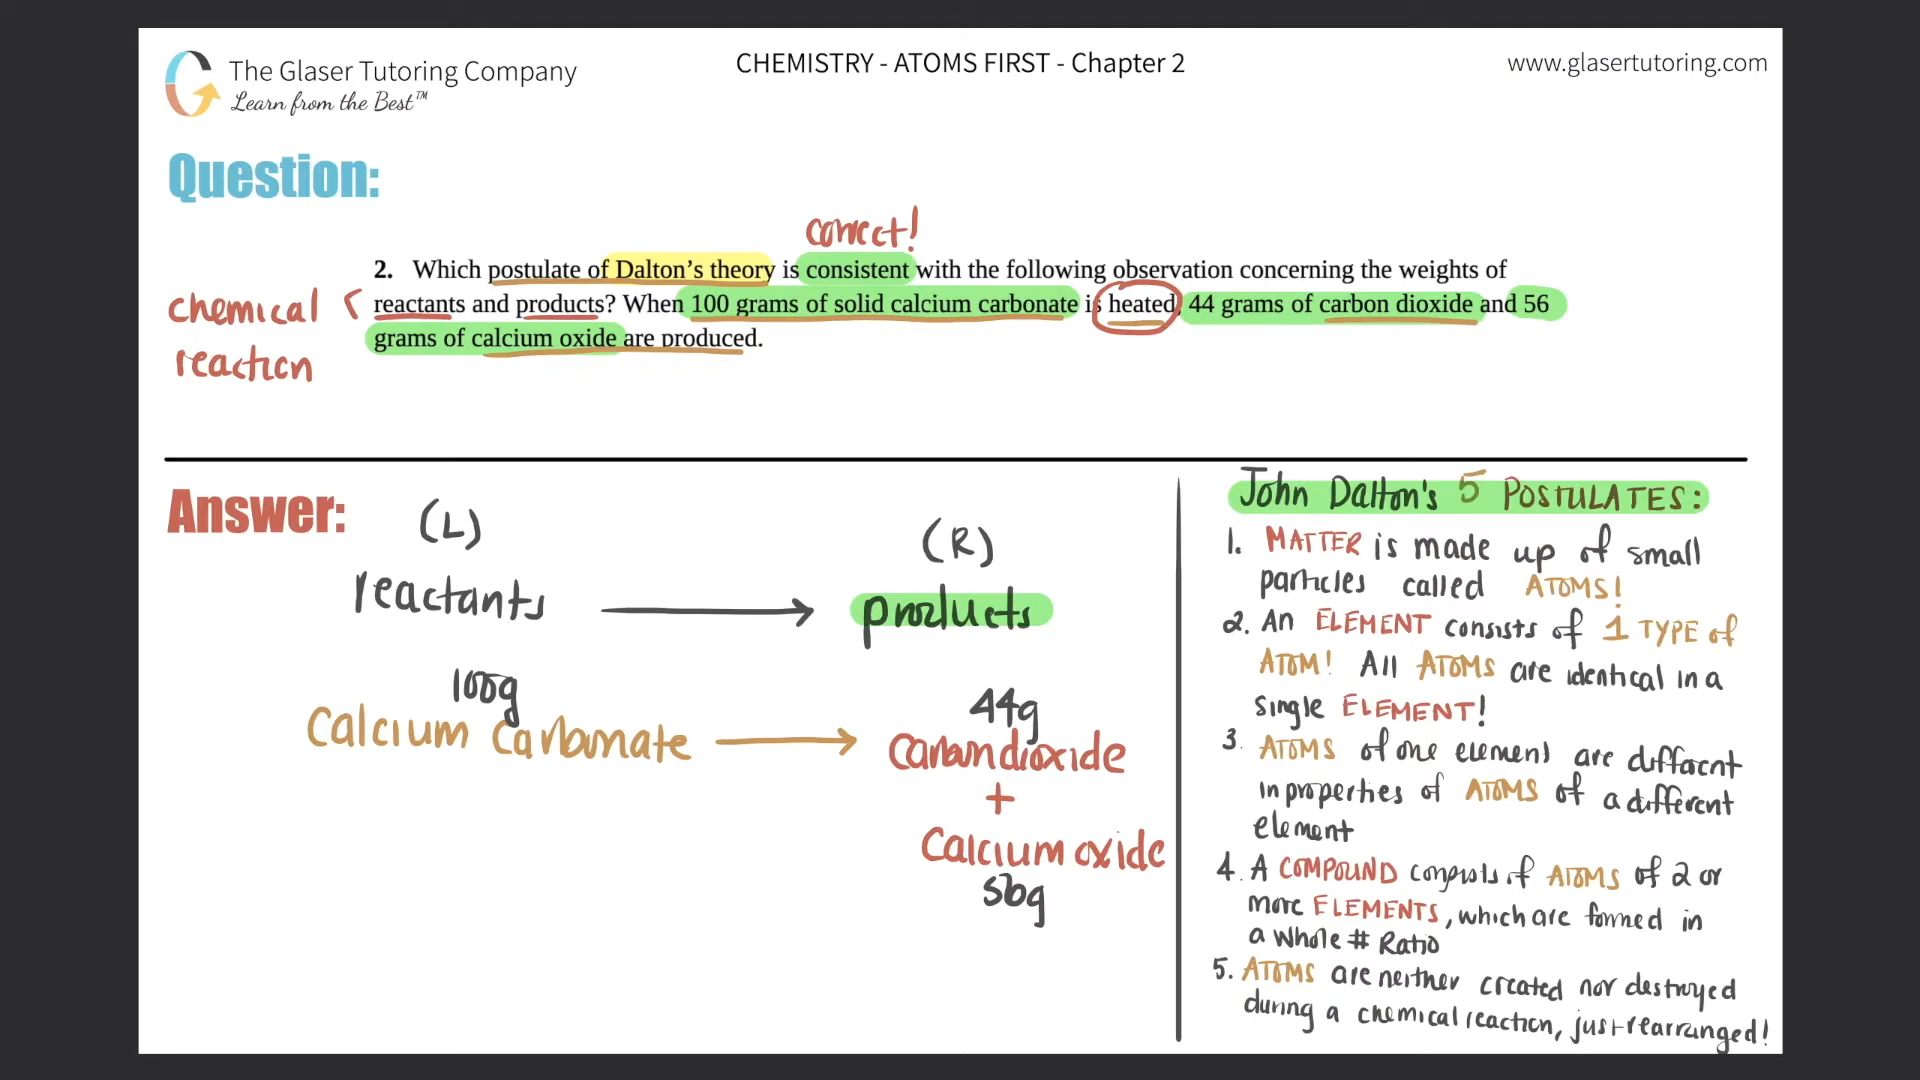 The Glaser Tutoring Company
Learn from the Best™
CHEMISTRY - ATOMS FIRST - Chapter 2
www.glasertutoring.com
Question:
correct!
2. Which postulate of Dalton's theory is consistent with the following observation concerning the weights of
reactants and products? When 100 grams of solid calcium carbonate is heated, 44 grams of carbon dioxide and 56
grams of calcium oxide are produced.
chemical
reaction
Answer:
(L)
reactants
(R)
products
100g
Calcium Carbonate
44g
Carbon dioxide
+
Calcium oxide
56g
John Dalton's 5 POSTULATES:
1. MATTER is made up of small
particles called ATOMS!
2. An ELEMENT consists of 1 TYPE of
ATOM! All ATOMS are identical in a
single ELEMENT!
3. ATOMS of one element are different
in properties of ATOMS of a different
element
4. A COMPOUND consists of ATOMS of 2 or
more ELEMENTS, which are formed in
a whole # Ratio
5. ATOMS are neither created nor destroyed
during a chemical reaction, just rearranged!